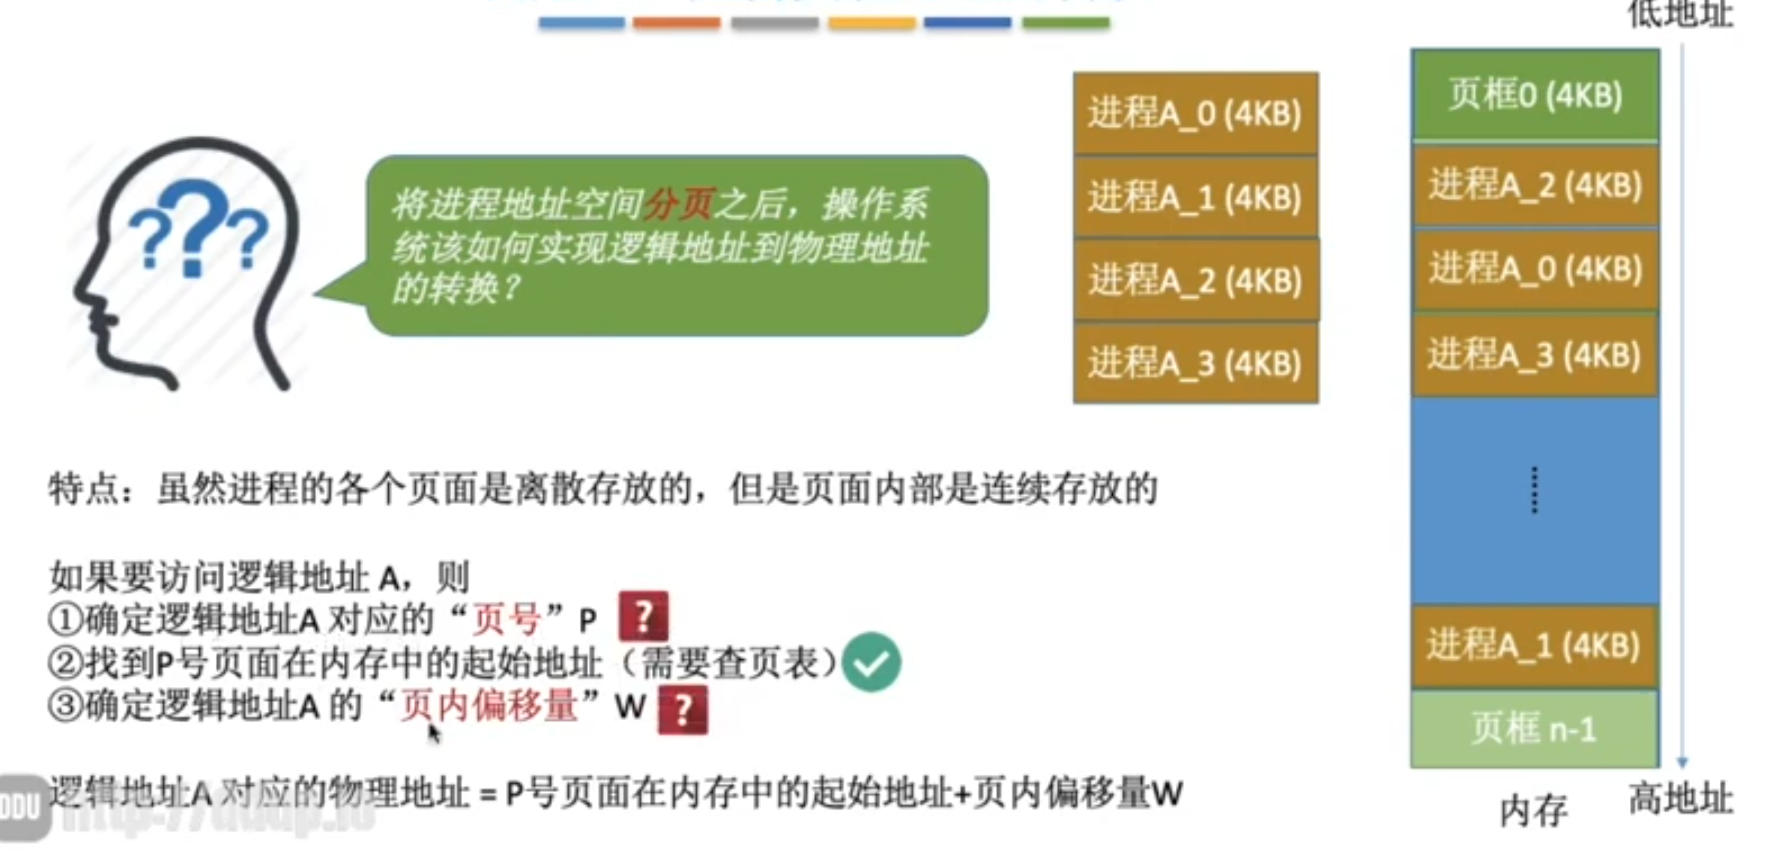 低地址
???
将进程地址空间分页之后，操作系
统该如何实现逻辑地址到物理地址
的转换？
进程A_0 (4KB)
进程A_1 (4KB)
进程A_2 (4KB)
进程A_3 (4KB)
页框0 (4KB)
进程A_2 (4KB)
进程A_0 (4KB)
进程A_3 (4KB)
⋮
进程A_1 (4KB)
页框 n-1
内存
高地址
特点：虽然进程的各个页面是离散存放的，但是页面内部是连续存放的
如果要访问逻辑地址 A，则
①确定逻辑地址A 对应的“页号”P ?
②找到P号页面在内存中的起始地址（需要查页表）
③确定逻辑地址A 的“页内偏移量”W ?
逻辑地址A 对应的物理地址 = P号页面在内存中的起始地址+页内偏移量W